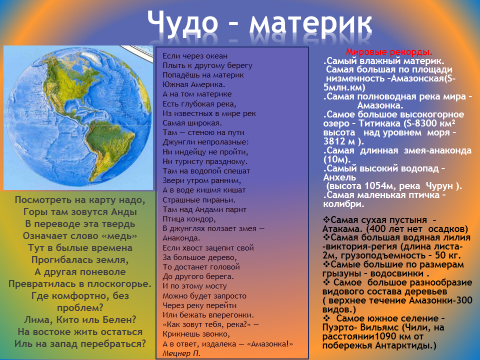 Чудо – материк
Если через океан
Плыть к другому берегу
Попадёшь на материк
Южная Америка.
А на том материке
Есть глубокая река,
Из известных в мире рек
Самая широкая.
Там — стеною на пути
Джунгли непролазные:
Ни индейцу не пройти,
Ни туристу праздному.
Там на водопой спешат
Звери утром ранним,
А в воде кишмя кишат
Страшные пираньи.
Там над Андами парит
Птица кондор,
В джунглях ползает змея —
Анаконда.
Если хвост зацепит свой
За большое дерево,
То достанет головой
До другого берега.
И по этому мосту
Можно будет запросто
Через реку перейти
Или бежать вперегонки.
«Как зовут тебя, река?» —
Крикнешь звонко,
А в ответ, издалека — «Амазонка!»
Мецгер Л.
Посмотреть на карту надо,
Горы там зовутся Анды
В переводе эта твердь
Означает слово «медь»
Тут в былые времена
Прогибалась земля,
А другая поневоле
Превратилась в плоскогорье.
Где комфортно, без
проблем?
Лима, Кито иль Белен?
На востоке жить остаться
Иль на запад перебраться?
Мировые рекорды.
.Самый влажный материк.
Самая большая по площади
низменность –Амазонская(S-
5млн.км)
.Самая полноводная река мира –
Амазонка.
.Самое большое высокогорное
озеро – Титикака (S-8300 км²
высота над уровнем моря –
3812 м ).
.Самая длинная змея-анаконда
(10м).
.Самый высокий водопад –
Анхель
(высота 1054м, река Чурун ).
.Самая маленькая птичка –
колибри.
❖Самая сухая пустыня –
Атакама. (400 лет нет осадков)
❖Самая большая водяная лилия
-виктория-регия (длина листа-
2м, грузоподъемность – 50 кг.
❖Самые большие по размерам
грызуны – водосвинки .
❖ Самое большое разнообразие
видового состава деревьев
( верхнее течение Амазонки-300
видов.)
❖ Самое южное селение –
Пуэрто- Вильямс (Чили, на
расстоянии1090 км от
побережья Антарктиды.)